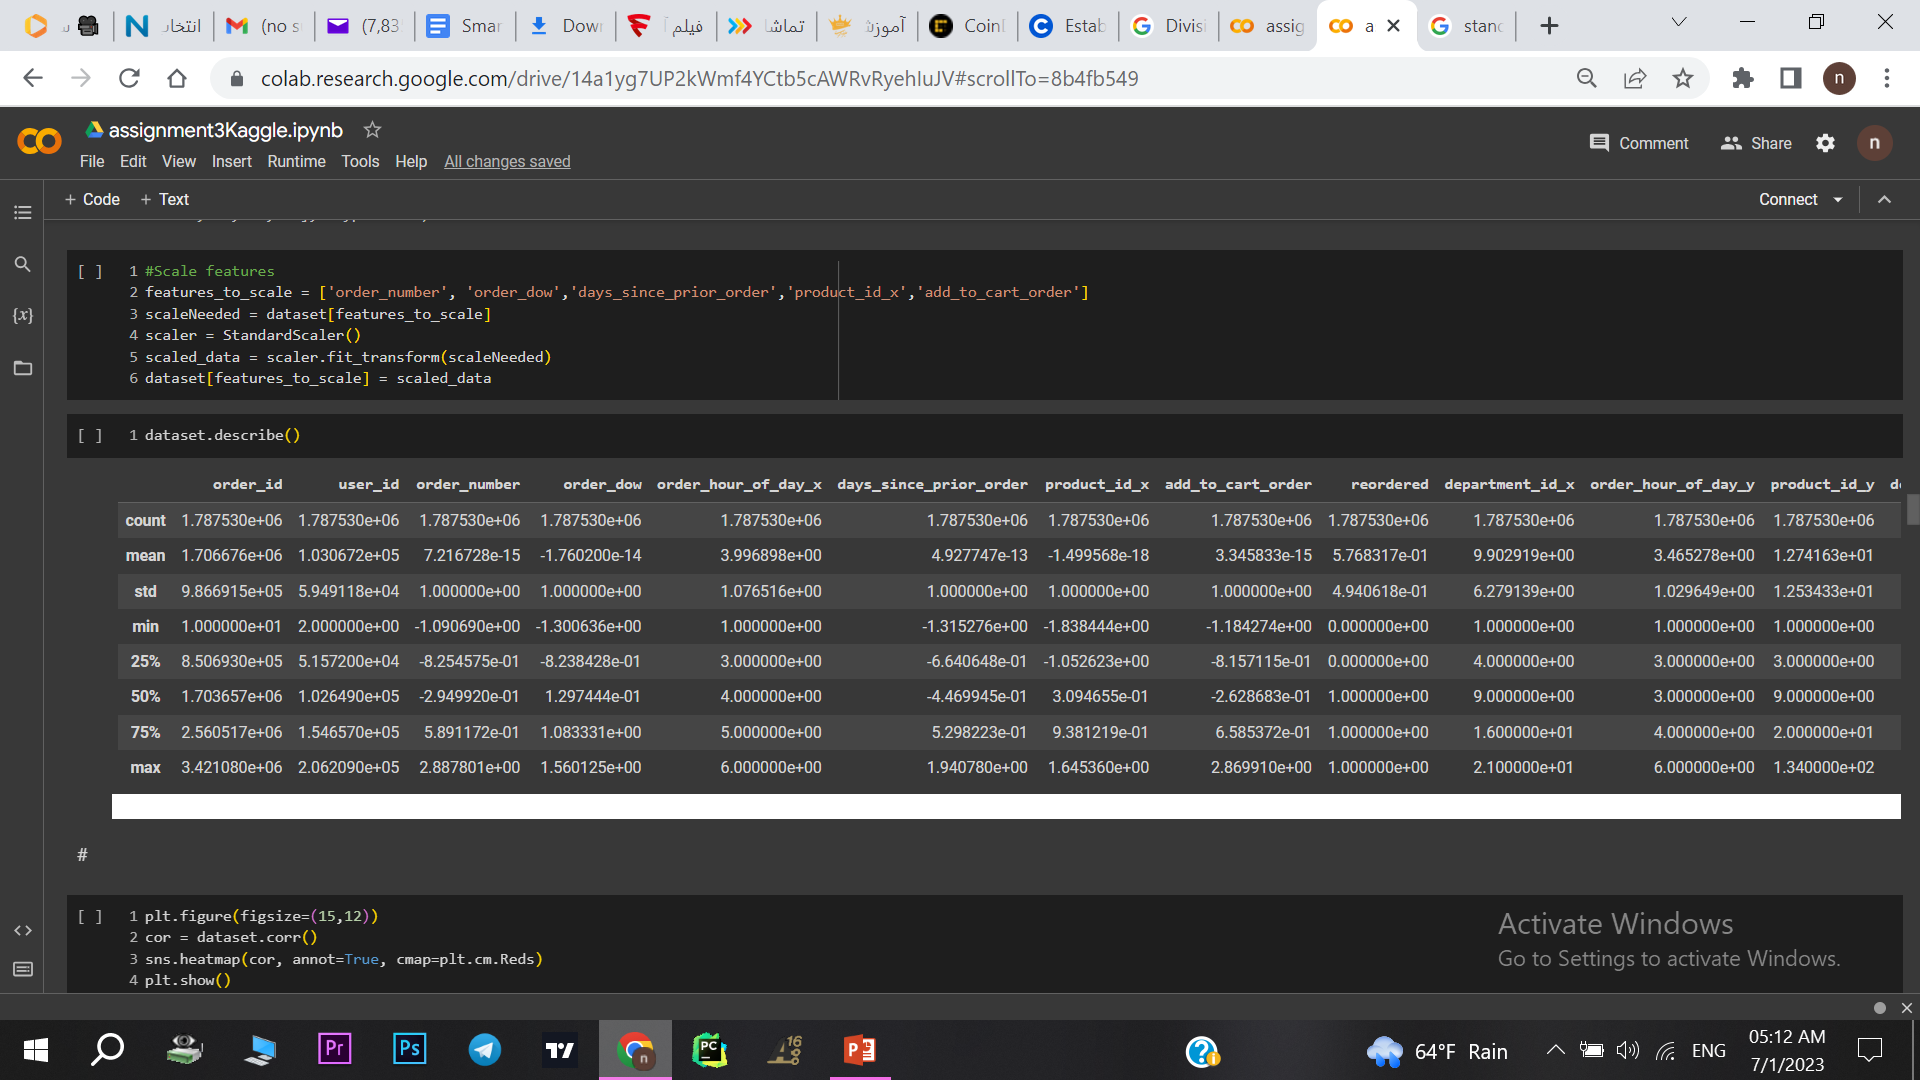 (no s
(7,83
Smar
Dow
فیلم
تماشا
آموزش
Coin
Estab
Divisi
assig
a
stanc
colab.research.google.com/drive/14a1yg7UP2kWmf4YCtb5cAWRvRyehIuJV#scrollTo=8b4fb549
n
assignment3Kaggle.ipynb
Comment Share n
File Edit View Insert Runtime Tools Help All changes saved
+ Code + Text Connect
[ ] 1 #Scale features
2 features_to_scale = ['order_number', 'order_dow','days_since_prior_order','product_id_x','add_to_cart_order']
3 scaleNeeded = dataset[features_to_scale]
4 scaler = StandardScaler()
5 scaled_data = scaler.fit_transform(scaleNeeded)
6 dataset[features_to_scale] = scaled_data
[ ] 1 dataset.describe()
order_id user_id order_number order_dow order_hour_of_day_x days_since_prior_order product_id_x add_to_cart_order reordered department_id_x order_hour_of_day_y product_id_y
count 1.787530e+06 1.787530e+06 1.787530e+06 1.787530e+06 1.787530e+06 1.787530e+06 1.787530e+06 1.787530e+06 1.787530e+06 1.787530e+06 1.787530e+06 1.787530e+06
mean 1.706676e+06 1.030672e+05 7.216728e-15 -1.760200e-14 3.996898e+00 4.927747e-13 -1.499568e-18 3.345833e-15 5.768317e-01 9.902919e+00 3.465278e+00 1.274163e+01
std 9.866915e+05 5.949118e+04 1.000000e+00 1.000000e+00 1.076516e+00 1.000000e+00 1.000000e+00 1.000000e+00 4.940618e-01 6.279139e+00 1.029649e+00 1.253433e+01
min 1.000000e+01 2.000000e+00 -1.090690e+00 -1.300636e+00 1.000000e+00 -1.315276e+00 -1.838444e+00 -1.184274e+00 0.000000e+00 1.000000e+00 1.000000e+00 1.000000e+00
25% 8.506930e+05 5.157200e+04 -8.254575e-01 -8.238428e-01 3.000000e+00 -6.640648e-01 -1.052623e+00 -8.157115e-01 0.000000e+00 4.000000e+00 3.000000e+00 3.000000e+00
50% 1.703657e+06 1.026490e+05 -2.949920e-01 1.297444e-01 4.000000e+00 -4.469945e-01 3.094655e-01 -2.628683e-01 1.000000e+00 9.000000e+00 3.000000e+00 9.000000e+00
75% 2.560517e+06 1.546570e+05 5.891172e-01 1.083331e+00 5.000000e+00 5.298223e-01 9.381219e-01 6.585372e-01 1.000000e+00 1.600000e+01 4.000000e+00 2.000000e+01
max 3.421080e+06 2.062090e+05 2.887801e+00 1.560125e+00 6.000000e+00 1.940780e+00 1.645360e+00 2.869910e+00 1.000000e+00 2.100000e+01 6.000000e+00 1.340000e+02
#
[ ] 1 plt.figure(figsize=(15,12))
2 cor = dataset.corr()
3 sns.heatmap(cor, annot=True, cmap=plt.cm.Reds)
4 plt.show()
Activate Windows
Go to Settings to activate Windows.
Pr
Ps
PC
16
64°F Rain
ENG
05:12 AM
7/1/2023